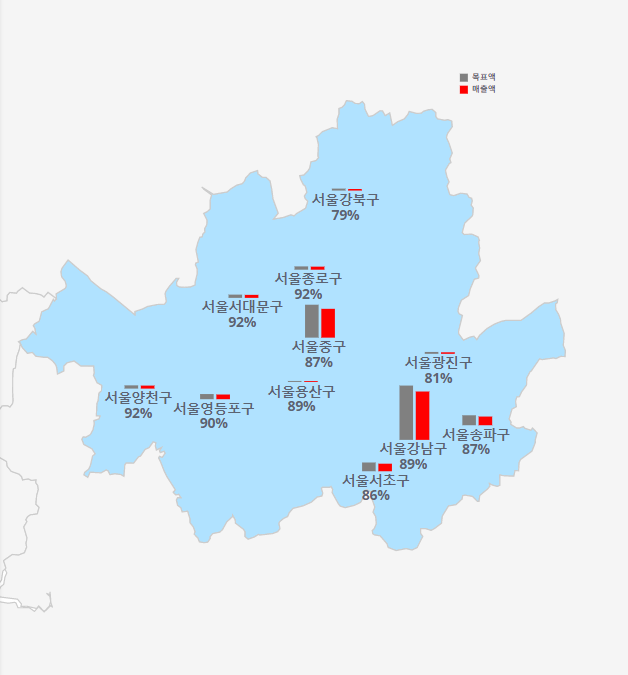 목표액
매출액
서울강북구
79%
서울종로구
92%
서울서대문구
92%
서울중구
87%
서울광진구
81%
서울양천구
92%
서울영등포구
90%
서울용산구
89%
서울강남구
89%
서울송파구
87%
서울서초구
86%